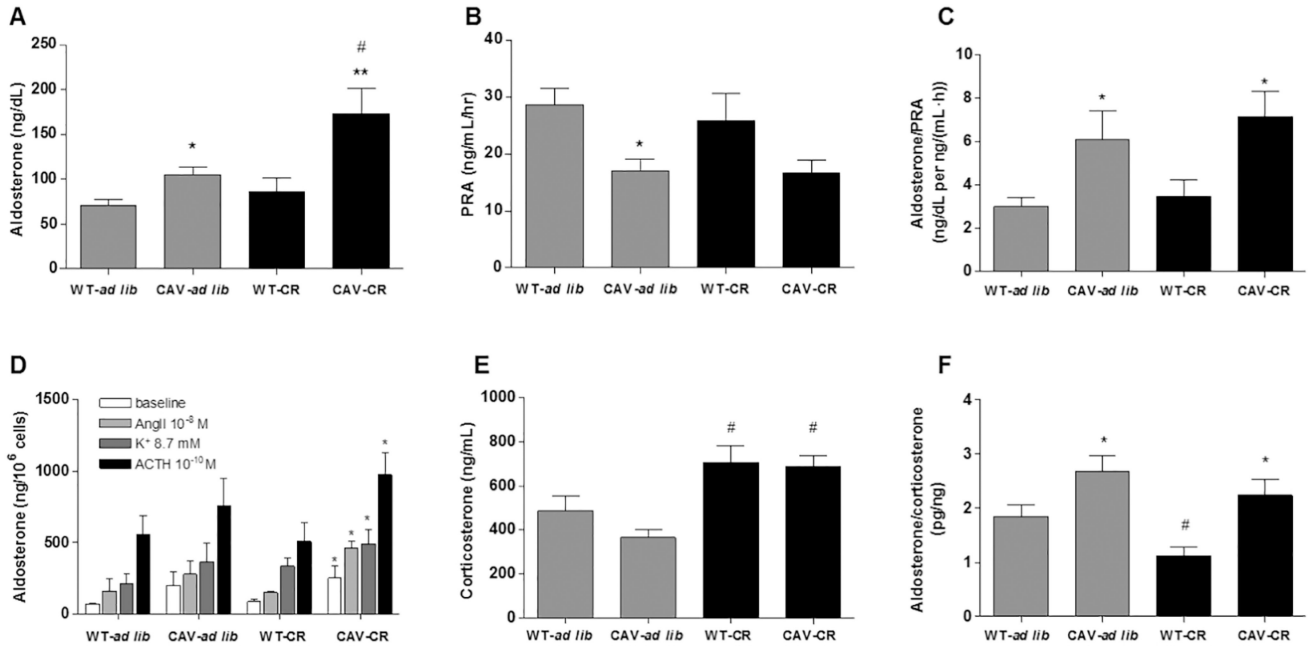 A
Aldosterone (ng/dL)
250
200
150
100
50
0
*
#
**
WT-ad lib
CAV-ad lib
WT-CR
CAV-CR
B
PRA (ng/mL/hr)
40
30
20
10
0
*
WT-ad lib
CAV-ad lib
WT-CR
CAV-CR
C
Aldosterone/PRA
(ng/dL per ng/(mL·h))
10
8
6
4
2
0
*
*
WT-ad lib
CAV-ad lib
WT-CR
CAV-CR
D
Aldosterone (ng/10⁶ cells)
1500
1000
500
0
baseline
AngII 10⁻⁸ M
K⁺ 8.7 mM
ACTH 10⁻¹⁰ M
*
*
*
*
WT-ad lib
CAV-ad lib
WT-CR
CAV-CR
E
Corticosterone (ng/mL)
1000
800
600
400
200
0
#
#
WT-ad lib
CAV-ad lib
WT-CR
CAV-CR
F
Aldosterone/corticosterone
(pg/ng)
4
3
2
1
0
*
#
*
WT-ad lib
CAV-ad lib
WT-CR
CAV-CR